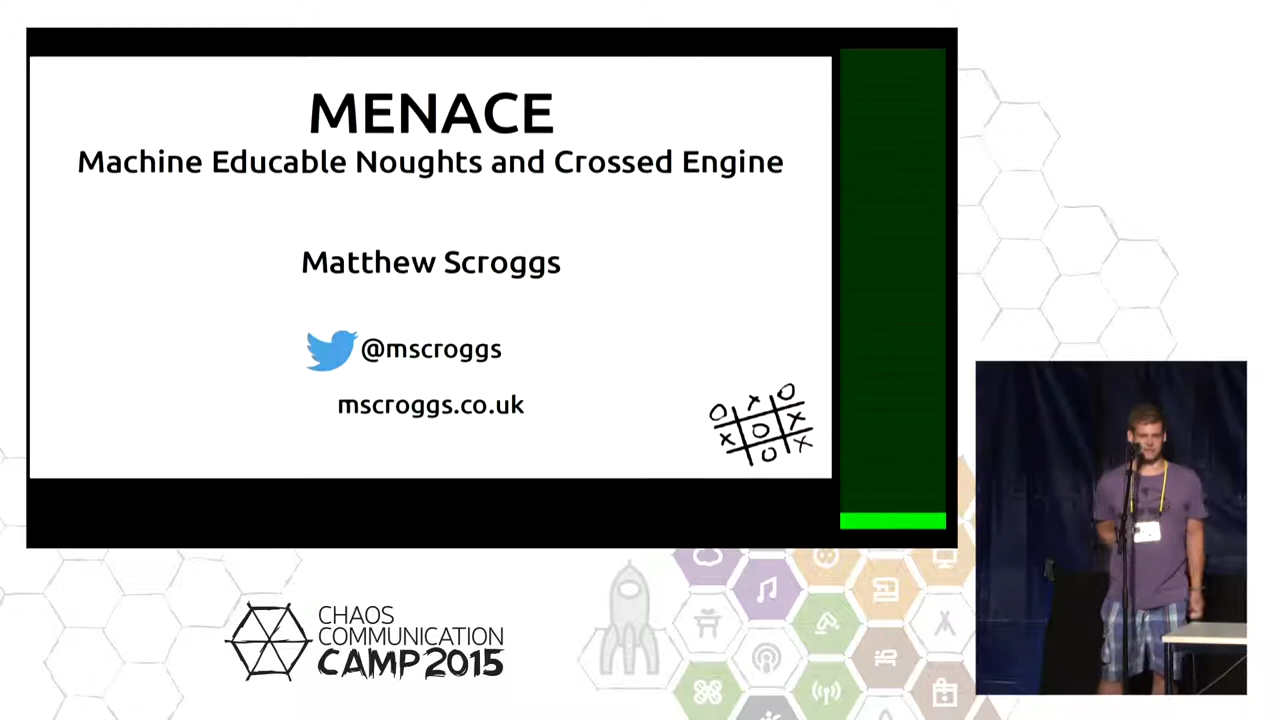 MENACE
Machine Educable Noughts and Crossed Engine
Matthew Scroggs
@mscroggs
mscroggs.co.uk
O X O
X O X
O X
CHAOS
COMMUNICATION
CAMP 2015